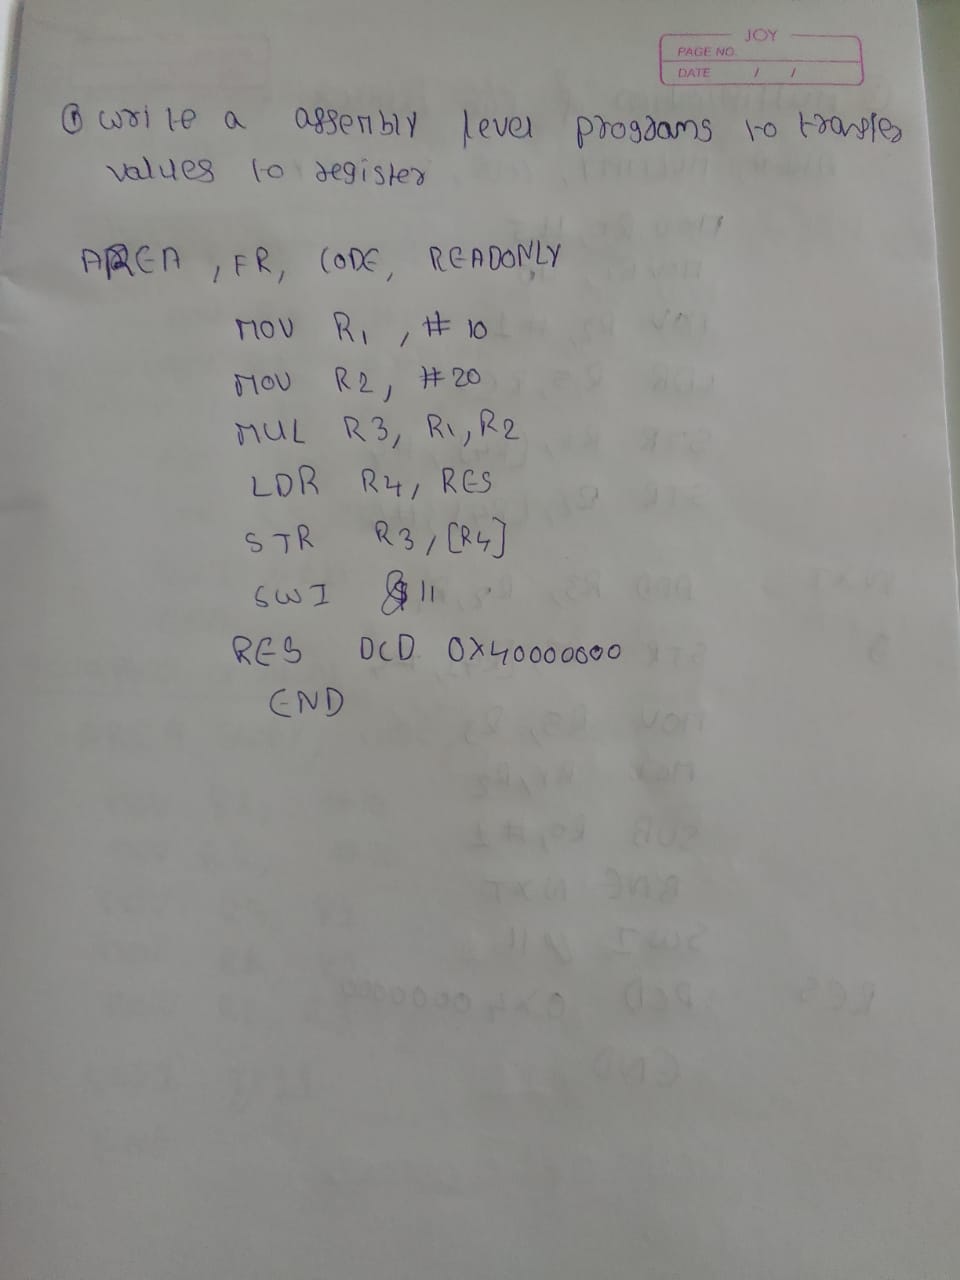 JOY
PAGE NO.
DATE / /
① write a assembly level programs to transfer
values to register
AREA , FR, CODE, READONLY
MOV R1 , # 10
MOV R2, #20
MUL R3, R1, R2
LDR R4, RES
STR R3, [R4]
SWI &11
RES DCD 0X40000000
END